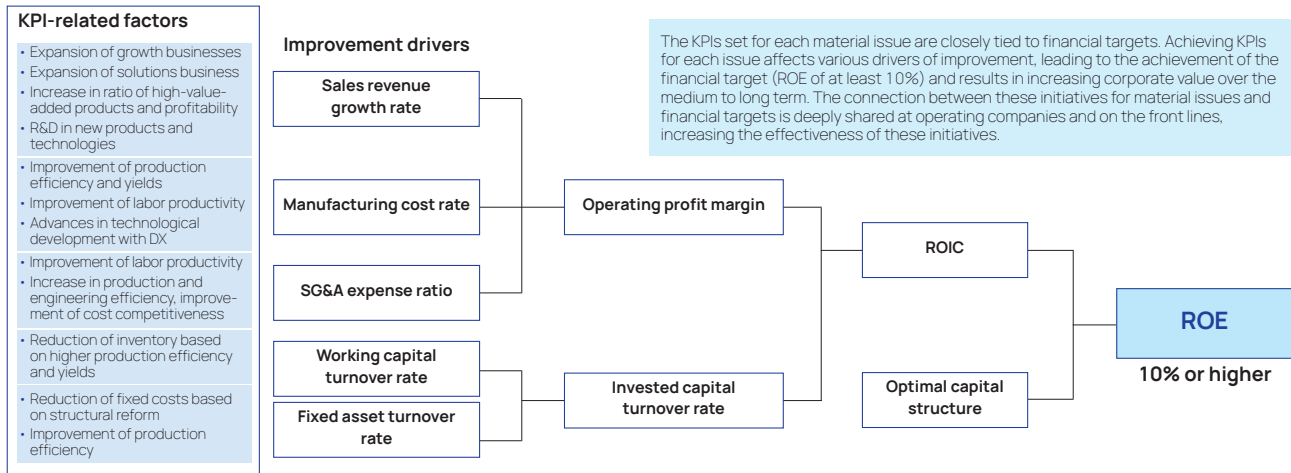 KPI-related factors
• Expansion of growth businesses
• Expansion of solutions business
• Increase in ratio of high-value-
added products and profitability
• R&D in new products and
technologies
• Improvement of production
efficiency and yields
• Improvement of labor productivity
• Advances in technological
development with DX
• Improvement of labor productivity
• Increase in production and
engineering efficiency, improve-
ment of cost competitiveness
• Reduction of inventory based
on higher production efficiency
and yields
• Reduction of fixed costs based
on structural reform
• Improvement of production
efficiency
Improvement drivers
Sales revenue
growth rate
Manufacturing cost rate
SG&A expense ratio
Working capital
turnover rate
Fixed asset turnover
rate
Operating profit margin
Invested capital
turnover rate
The KPIs set for each material issue are closely tied to financial targets. Achieving KPIs
for each issue affects various drivers of improvement, leading to the achievement of the
financial target (ROE of at least 10%) and results in increasing corporate value over the
medium to long term. The connection between these initiatives for material issues and
financial targets is deeply shared at operating companies and on the front lines,
increasing the effectiveness of these initiatives.
ROIC
Optimal capital
structure
ROE
10% or higher